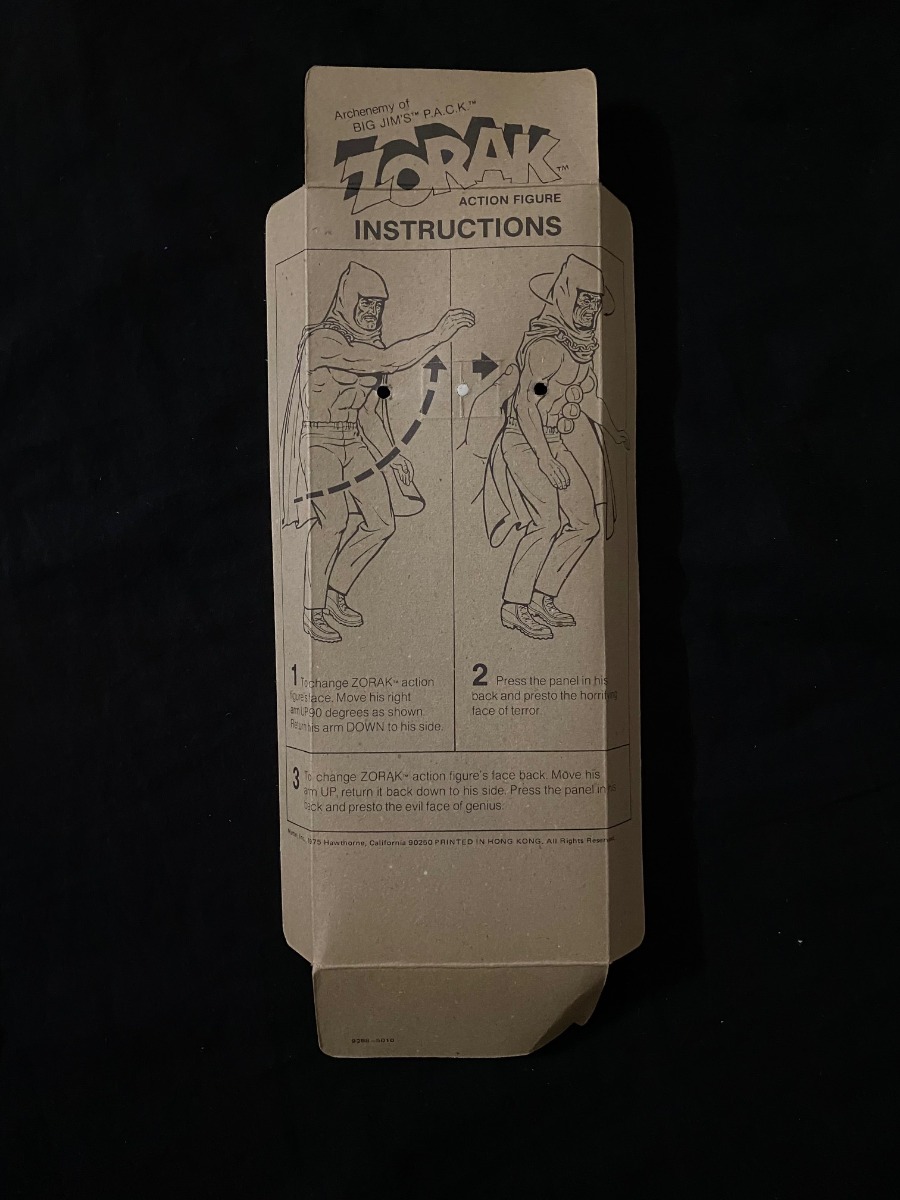 Archenemy of
BIG JIM'S™ P.A.C.K.™
ZORAK™
ACTION FIGURE
INSTRUCTIONS
1 To change ZORAK™ action
figure's face. Move his right
arm UP 90 degrees as shown.
Return his arm DOWN to his side.
2 Press the panel in his
back and presto the horrifying
face of terror.
3 To change ZORAK™ action figure's face back. Move his
arm UP, return it back down to his side. Press the panel in his
back and presto the evil face of genius.
1975 Hawthorne, California 90250 PRINTED IN HONG KONG. All Rights Reserved